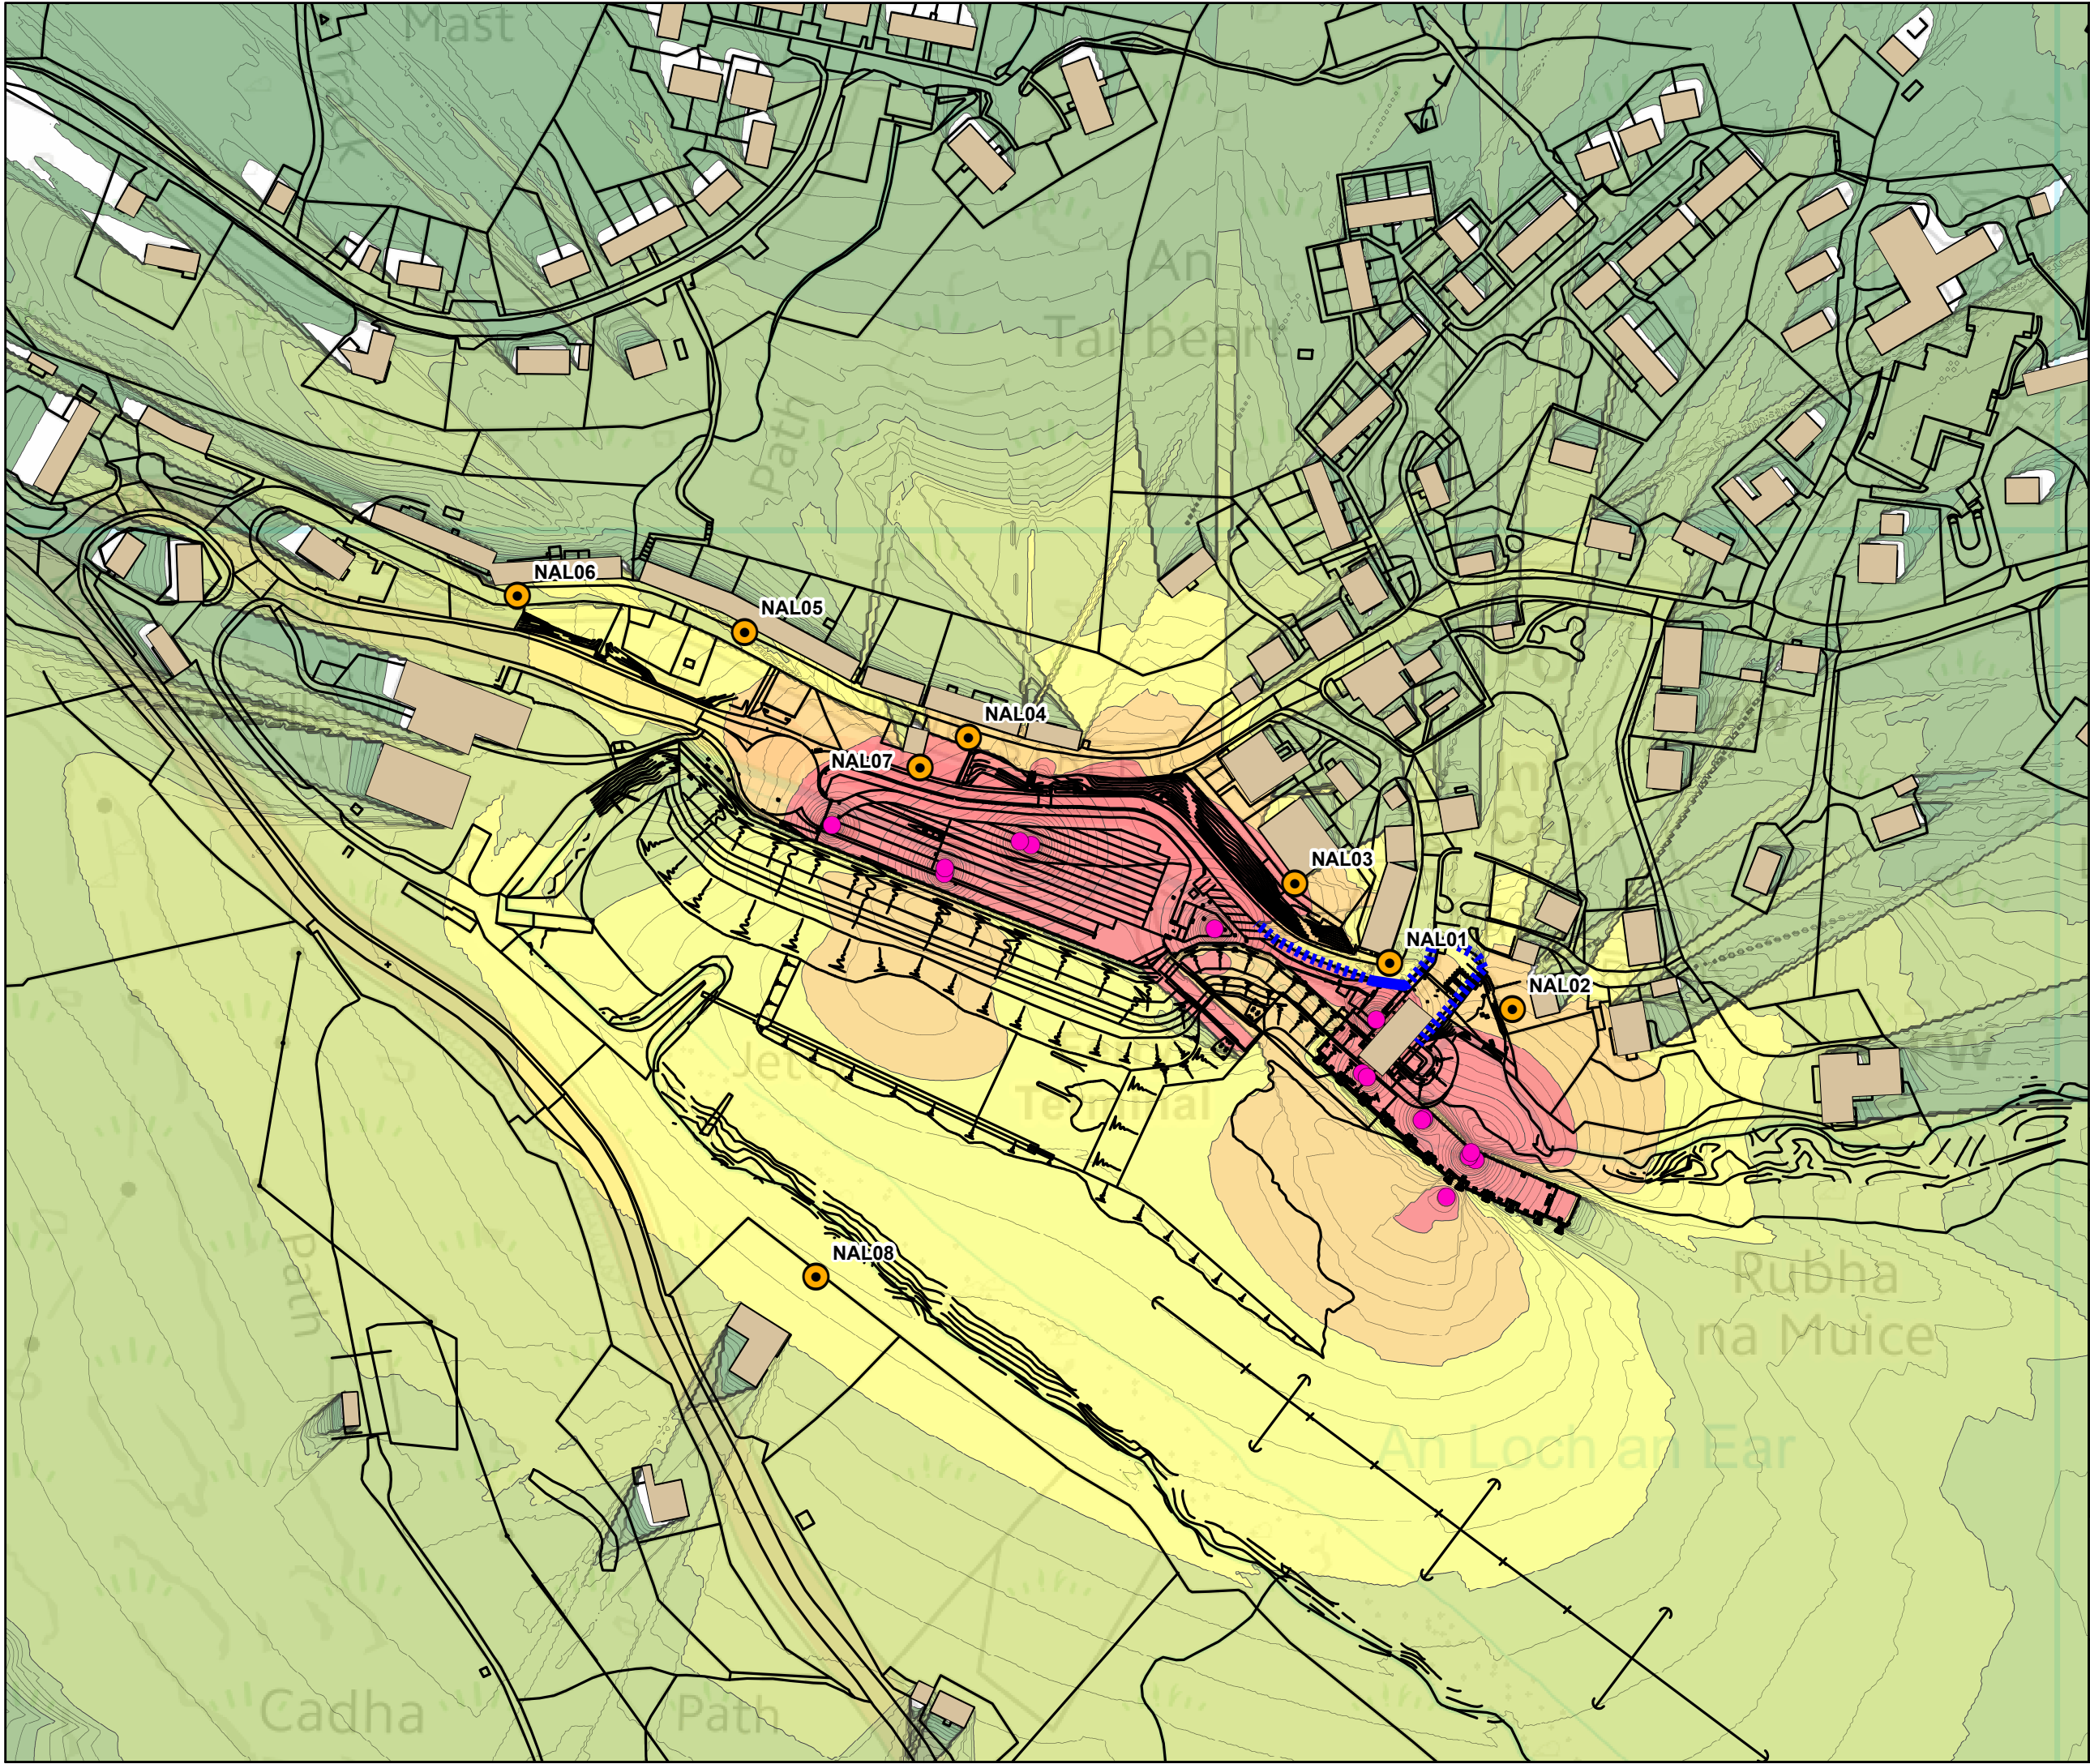 Mast
Track
An
Tairbeart
Path
NAL06
NAL05
NAL04
NAL07
NAL03
NAL01
NAL02
Jetty
Terminal
Path
NAL08
Rubha
na Muice
An Loch an Ear
Cadha
Path